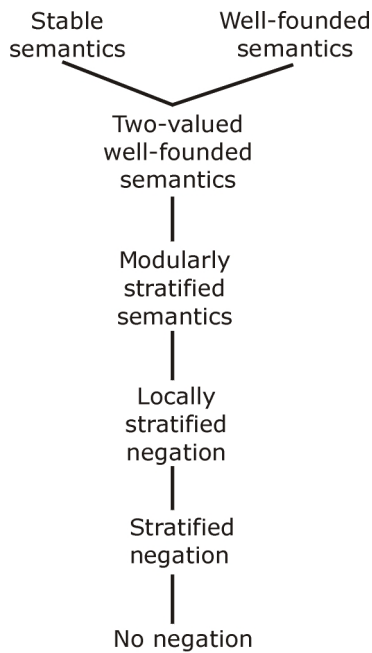 Stable
semantics
Well-founded
semantics
Two-valued
well-founded
semantics
Modularly
stratified
semantics
Locally
stratified
negation
Stratified
negation
No negation